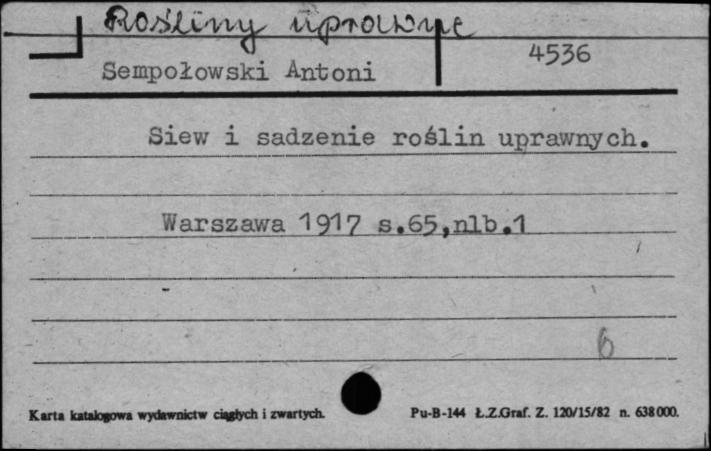 Rośliny uprawne
Sempołowski Antoni
4536
Siew i sadzenie roślin uprawnych.
Warszawa 1917 s.65,nlb.1
6
Karta katalogowa wydawnictw ciągłych i zwartych.
Pu-B-144 Ł.Z.Graf. Z. 120/15/82 n. 638000.